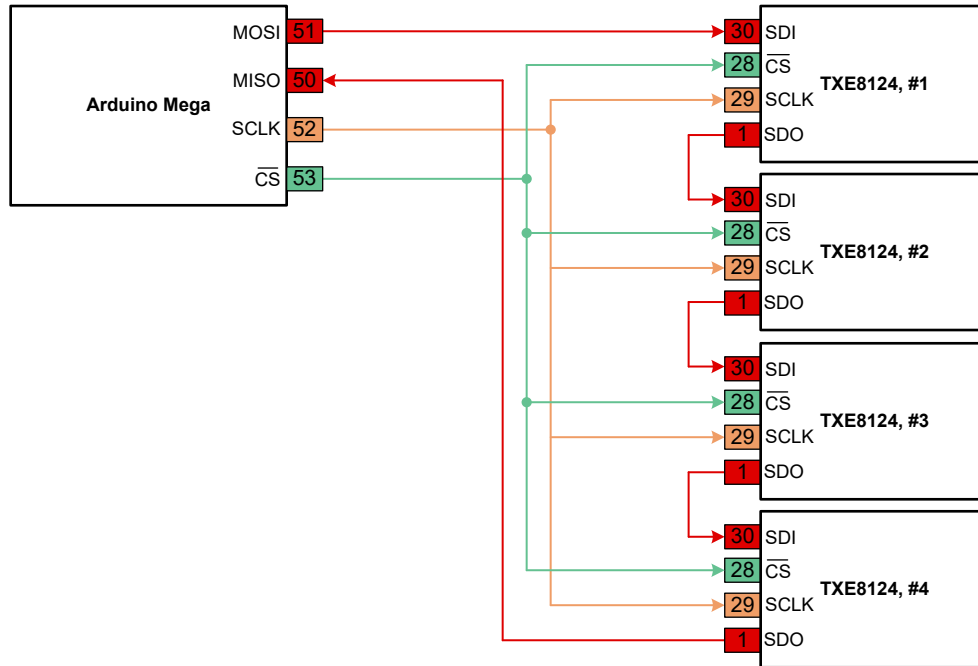 MOSI 51
MISO 50
Arduino Mega
SCLK 52
CS 53
30 SDI
28 CS
TXE8124, #1
29 SCLK
1 SDO
30 SDI
28 CS
TXE8124, #2
29 SCLK
1 SDO
30 SDI
28 CS
TXE8124, #3
29 SCLK
1 SDO
30 SDI
28 CS
TXE8124, #4
29 SCLK
1 SDO